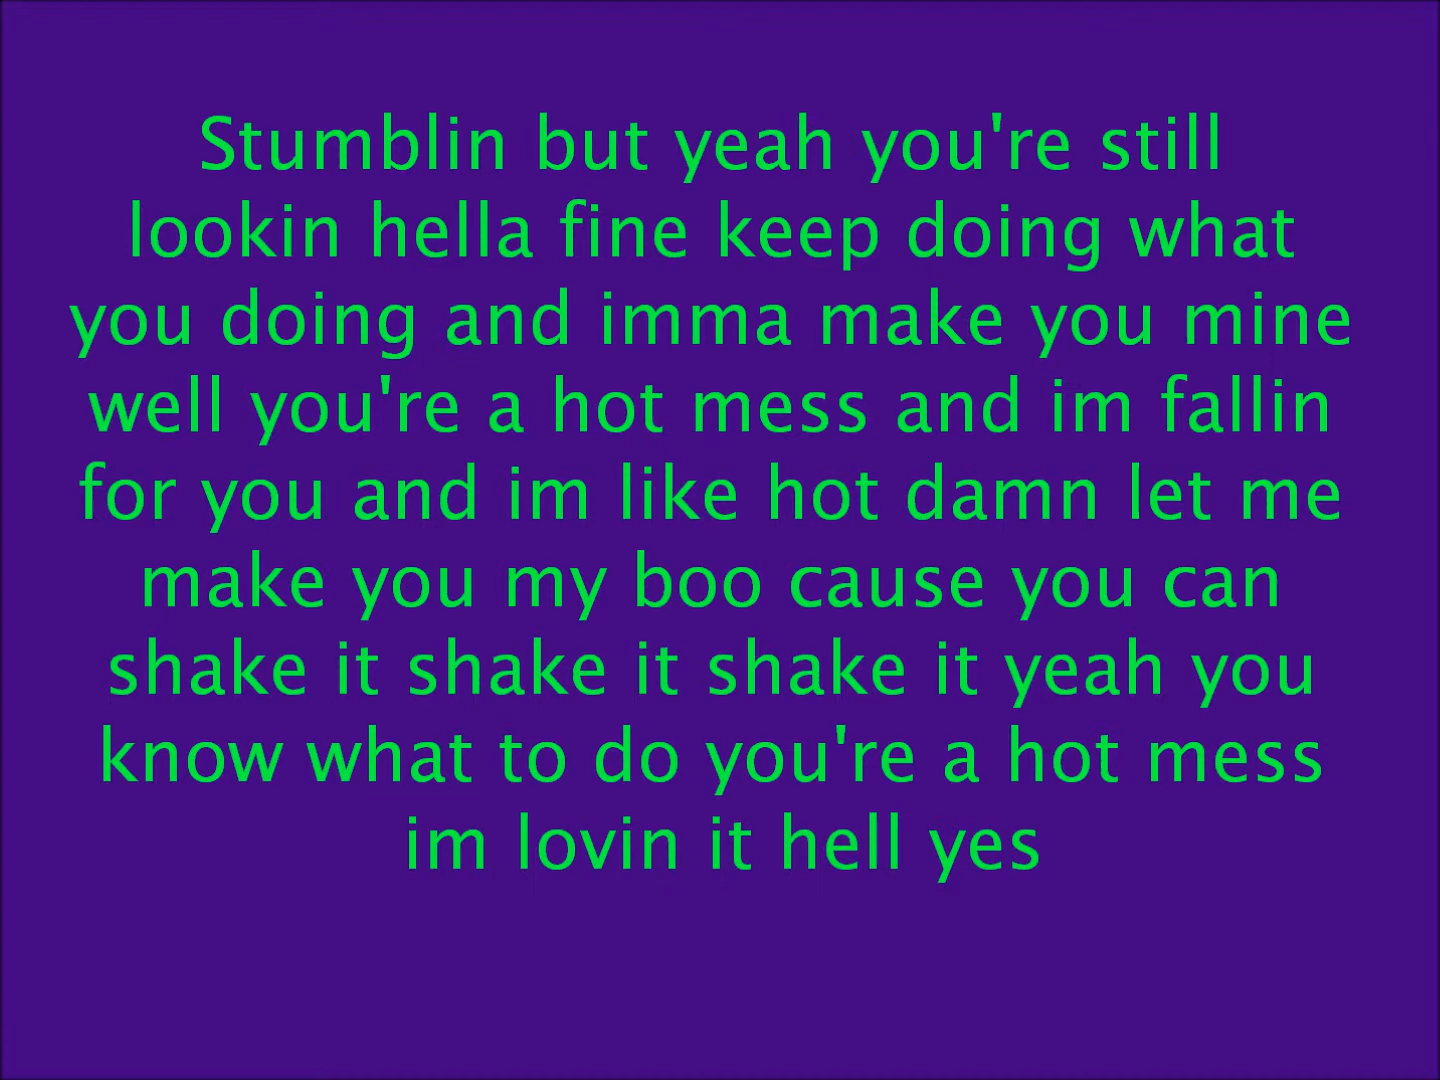 Stumblin but yeah you're still
lookin hella fine keep doing what
you doing and imma make you mine
well you're a hot mess and im fallin
for you and im like hot damn let me
make you my boo cause you can
shake it shake it shake it yeah you
know what to do you're a hot mess
im lovin it hell yes